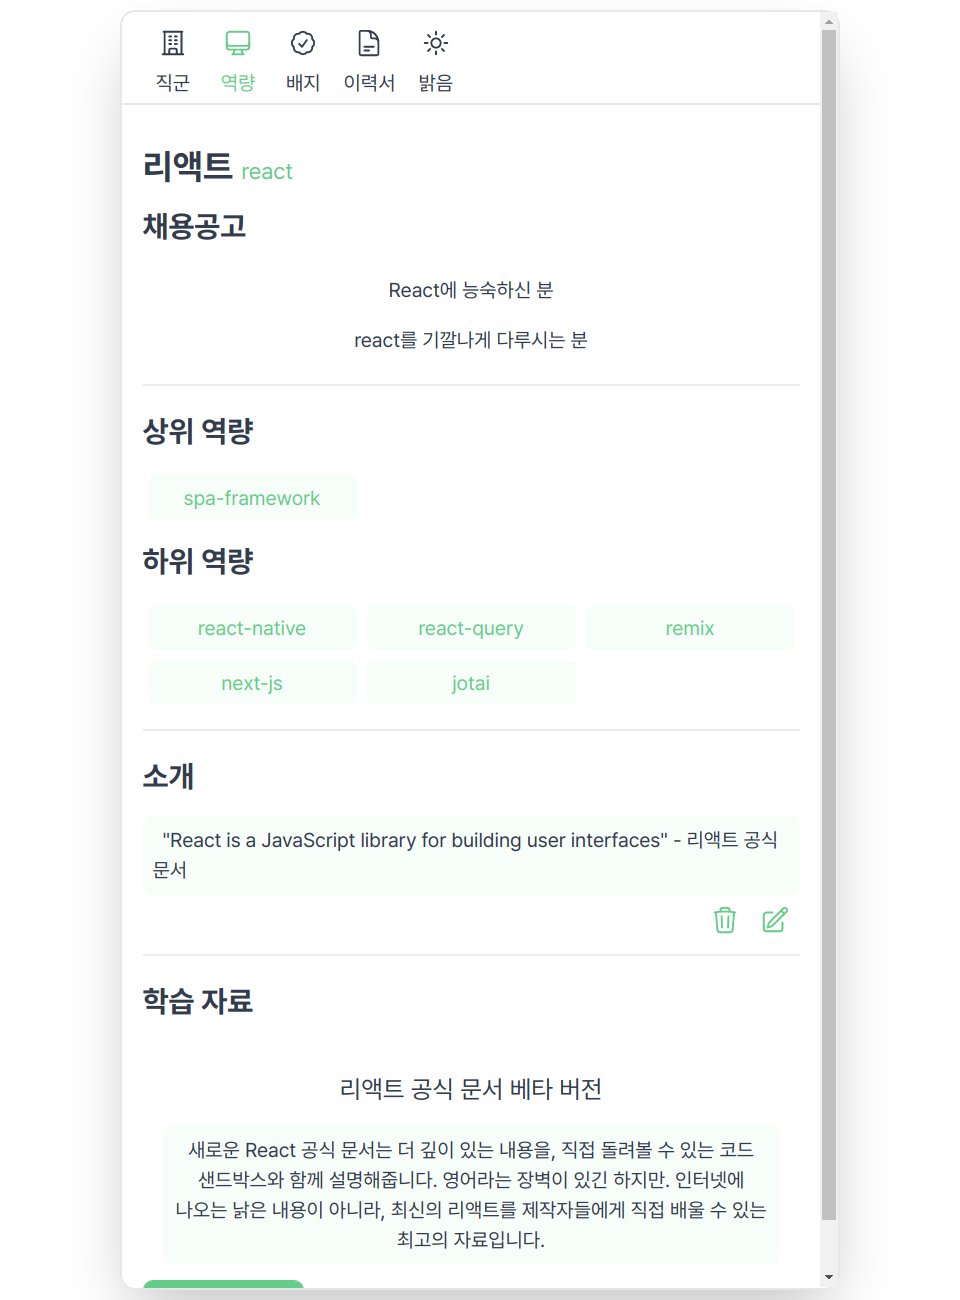 직군 역량 배지 이력서 밝음
리액트 react
채용공고
React에 능숙하신 분
react를 기깔나게 다루시는 분
상위 역량
spa-framework
하위 역량
react-native react-query remix
next-js jotai
소개
"React is a JavaScript library for building user interfaces" - 리액트 공식
문서
학습 자료
리액트 공식 문서 베타 버전
새로운 React 공식 문서는 더 깊이 있는 내용을, 직접 돌려볼 수 있는 코드
샌드박스와 함께 설명해줍니다. 영어라는 장벽이 있긴 하지만. 인터넷에
나오는 낡은 내용이 아니라, 최신의 리액트를 제작자들에게 직접 배울 수 있는
최고의 자료입니다.